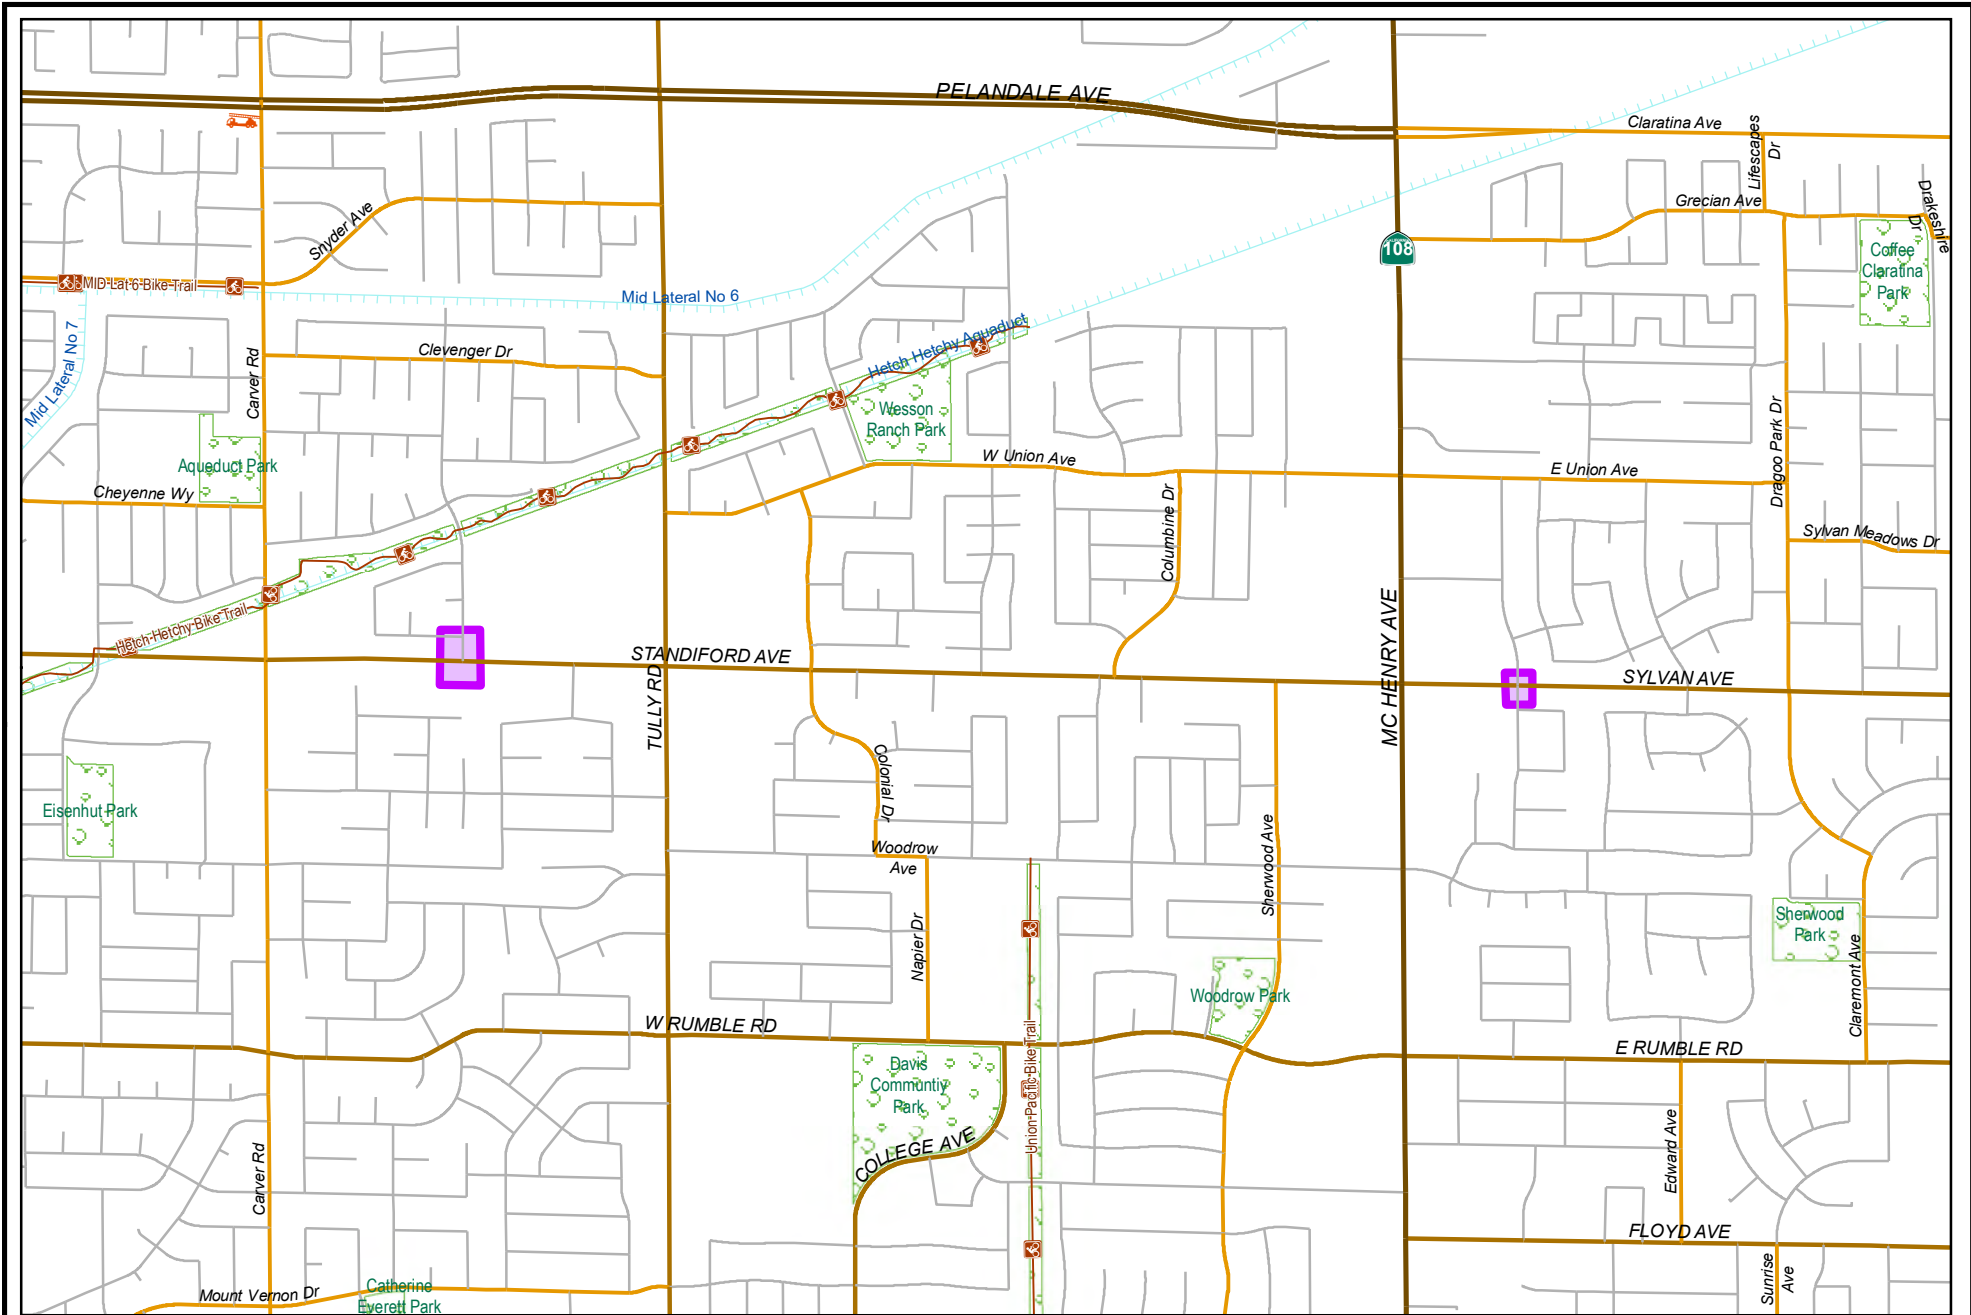 PELANDALE AVE
Claratina Ave
Lifescapes
Dr
Grecian Ave
Drakeshire
Dr
Snyder Ave
108
Coffee
Claratina
Park
MID Lat 6 Bike Trail
Mid Lateral No 6
Mid Lateral No 7
Hetch Hetchy Aquaduct
Clevenger Dr
Carver Rd
Wesson
Ranch Park
Dragoo Park Dr
Aqueduct Park
Cheyenne Wy
W Union Ave
E Union Ave
Columbine Dr
Sylvan Meadows Dr
Hetch Hetchy Bike Trail
STANDIFORD AVE
TULLY RD
MC HENRY AVE
SYLVAN AVE
Colonial Dr
Eisenhut Park
Woodrow
Ave
Sherwood Ave
Napier Dr
Sherwood
Park
Claremont Ave
Woodrow Park
W RUMBLE RD
E RUMBLE RD
Davis
Communtiy
Park
Union Pacific Bike Trail
COLLEGE AVE
Carver Rd
Edward Ave
FLOYD AVE
Sunrise
Ave
Mount Vernon Dr
Catherine
Everett Park